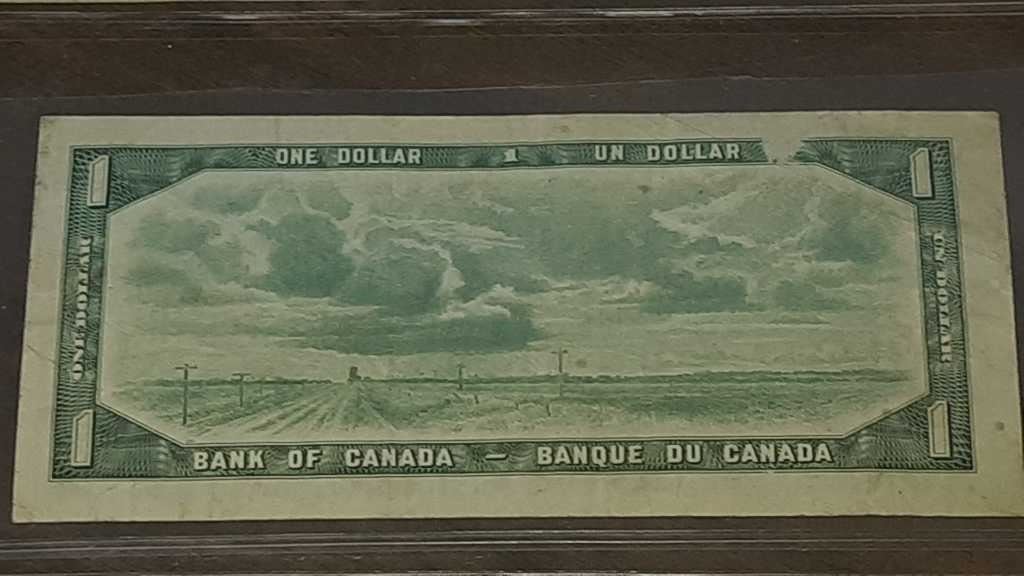 ONE DOLLAR 1 UN DOLLAR
1 1
ONE DOLLAR
UN DOLLAR
1 1
BANK OF CANADA — BANQUE DU CANADA